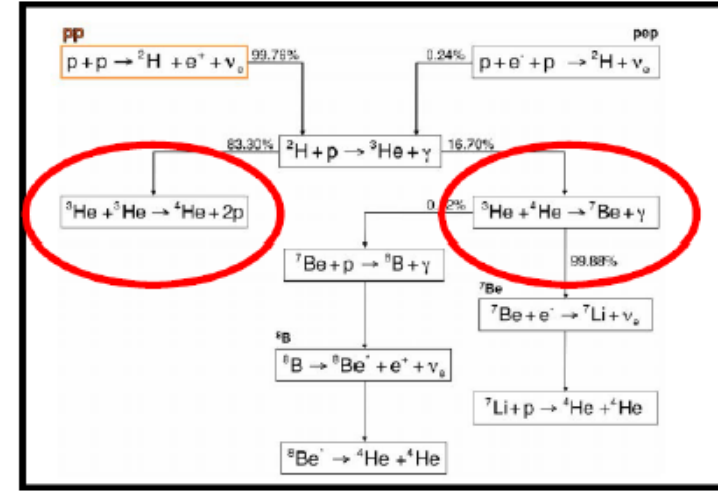 pp
pep
p + p → ²H + e⁺ + νₑ
99.76%
0.24%
p + e⁻ + p → ²H + νₑ
83.30%
²H + p → ³He + γ
16.70%
³He + ³He → ⁴He + 2p
³He + ⁴He → ⁷Be + γ
⁷Be + p → ⁸B + γ
99.88%
⁷Be
⁷Be + e⁻ → ⁷Li + νₑ
⁸B
⁸B → ⁸Be* + e⁺ + νₑ
⁷Li + p → ⁴He + ⁴He
⁸Be* → ⁴He + ⁴He